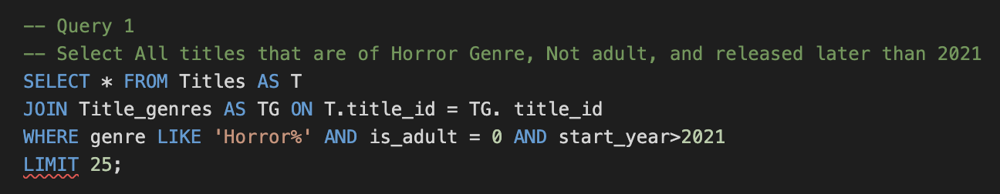 -- Query 1
-- Select All titles that are of Horror Genre, Not adult, and released later than 2021
SELECT * FROM Titles AS T
JOIN Title_genres AS TG ON T.title_id = TG. title_id
WHERE genre LIKE 'Horror%' AND is_adult = 0 AND start_year>2021
LIMIT 25;